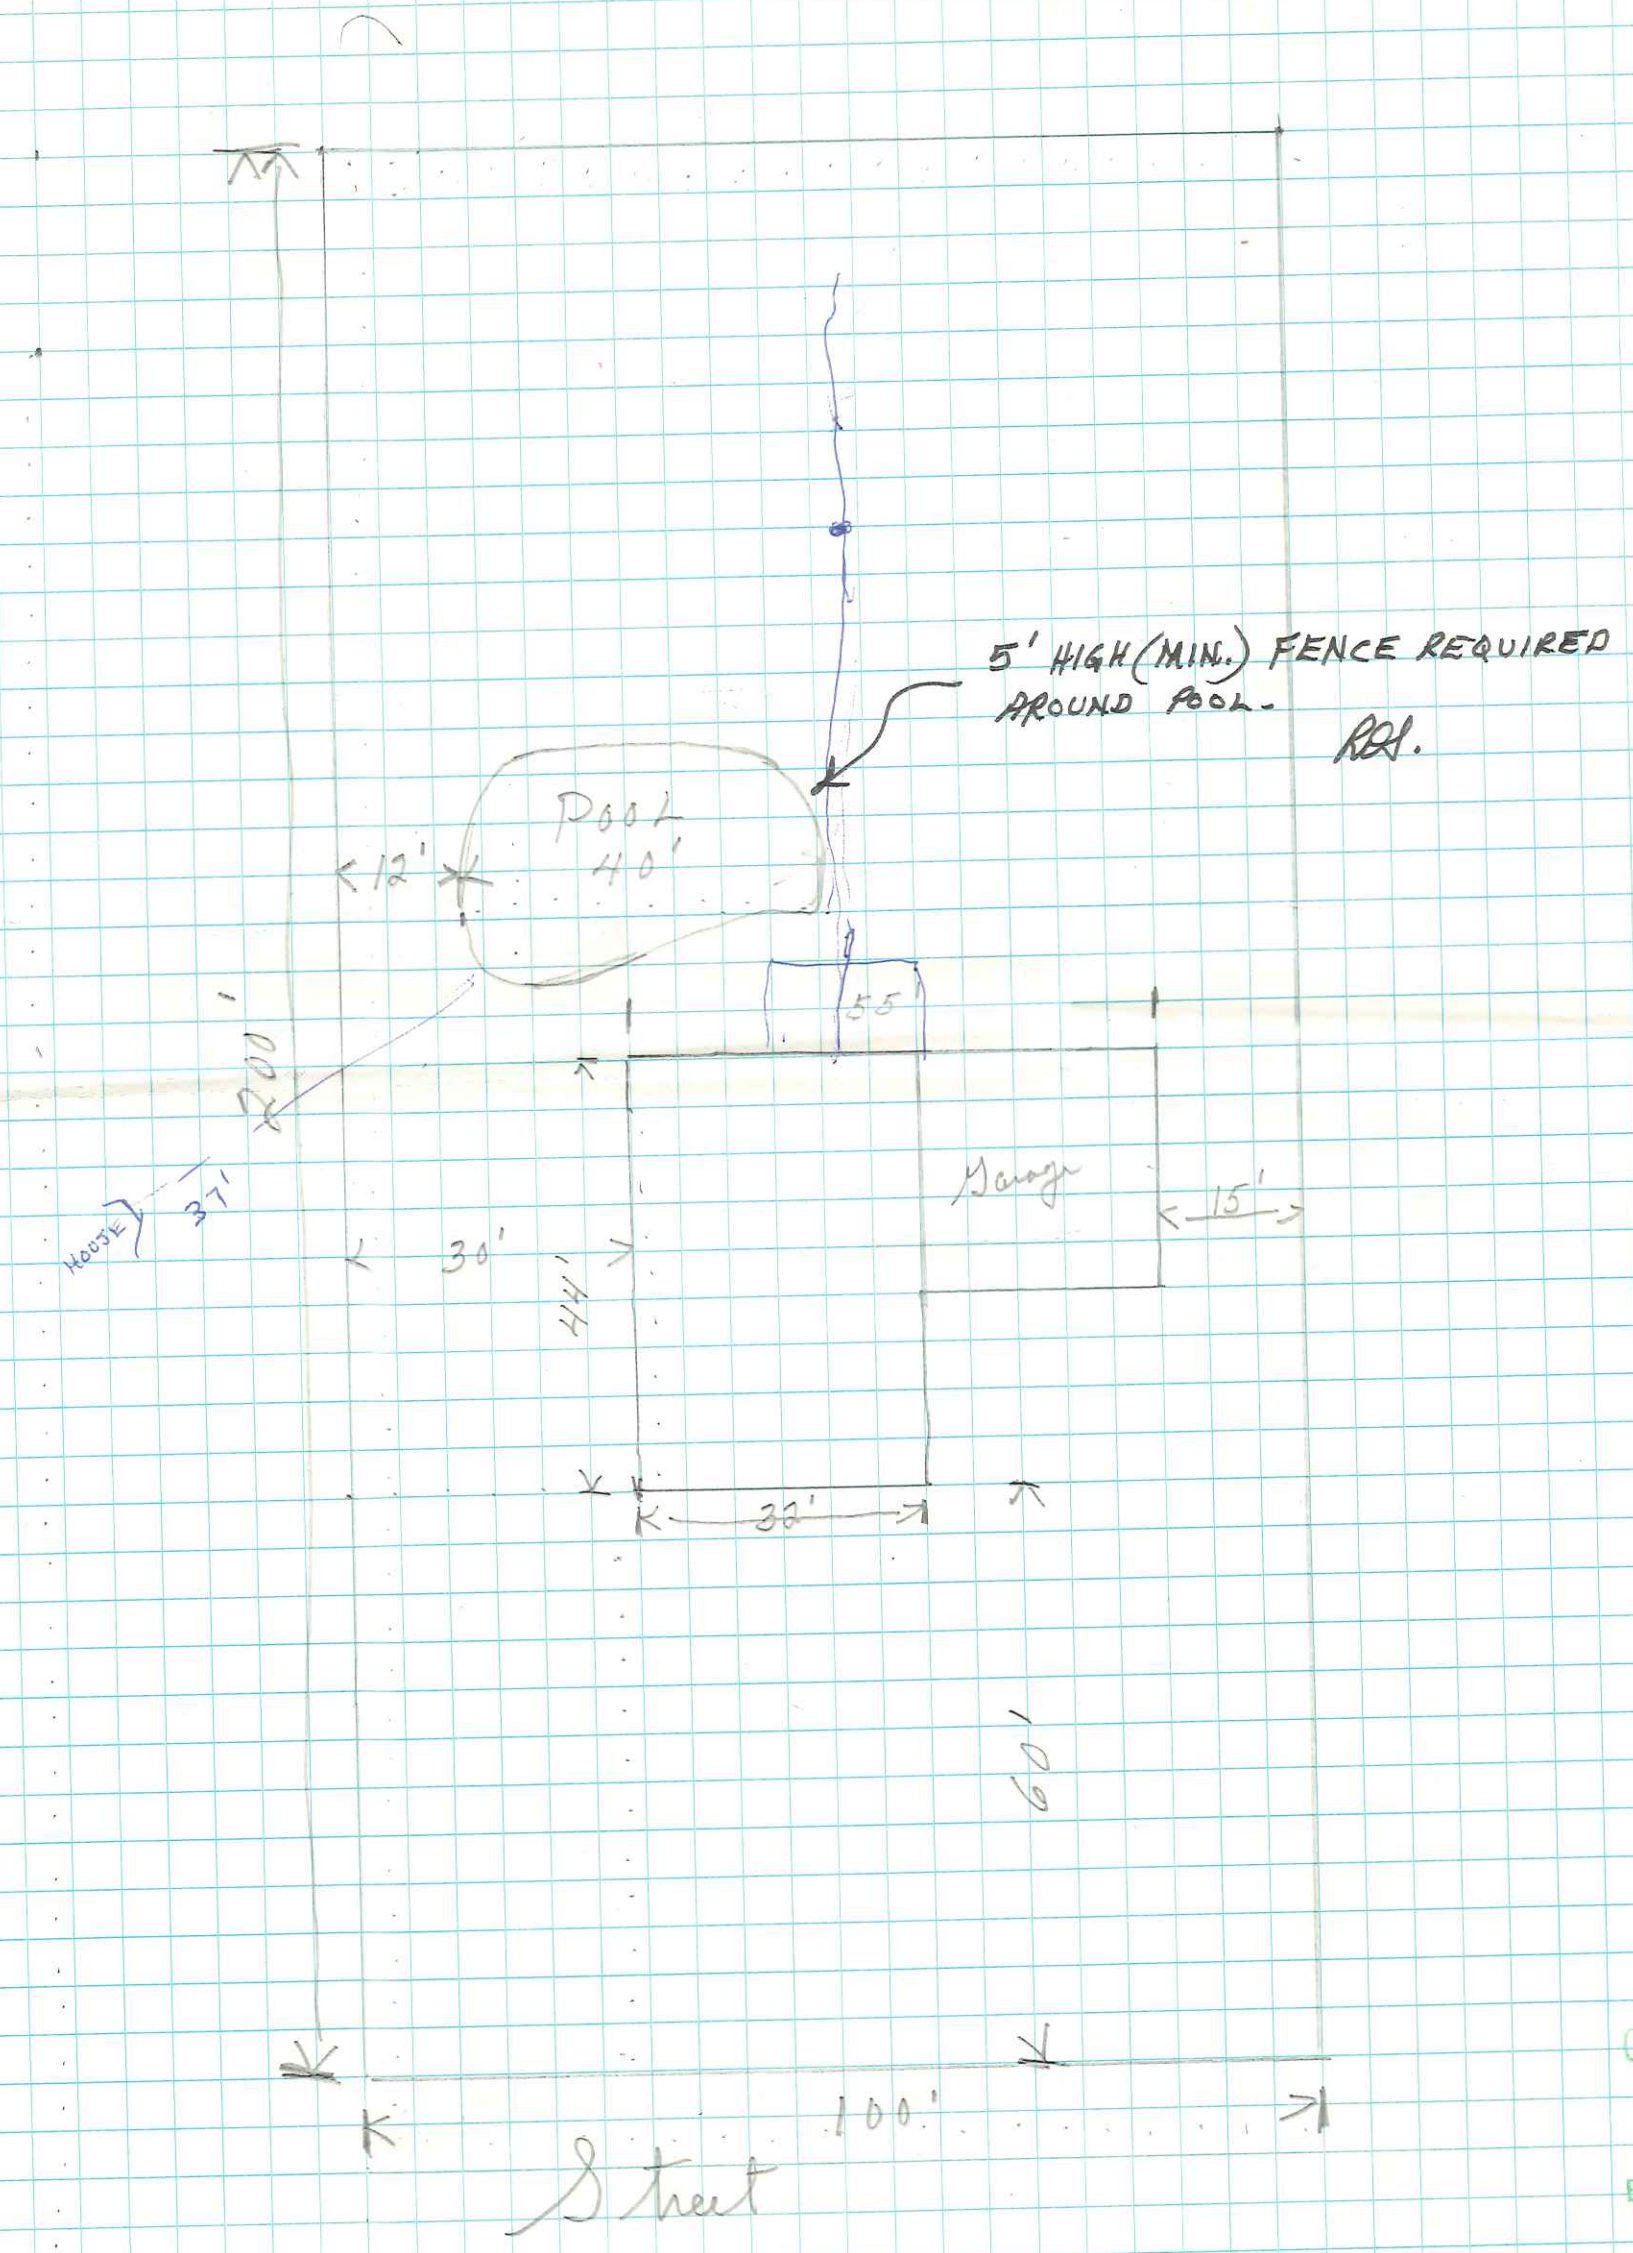 5' HIGH (MIN.) FENCE REQUIRED
AROUND POOL.
POOL
12'
40'
55
200'
Garage
15'
HOUSE
37'
30'
44'
32'
60'
100'
Street